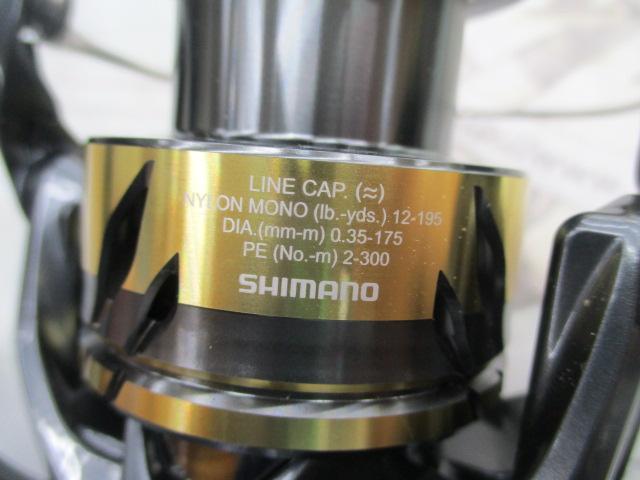 LINE CAP. (≈)
NYLON MONO (lb.-yds.) 12-195
DIA.(mm-m) 0.35-175
PE (No.-m) 2-300
SHIMANO